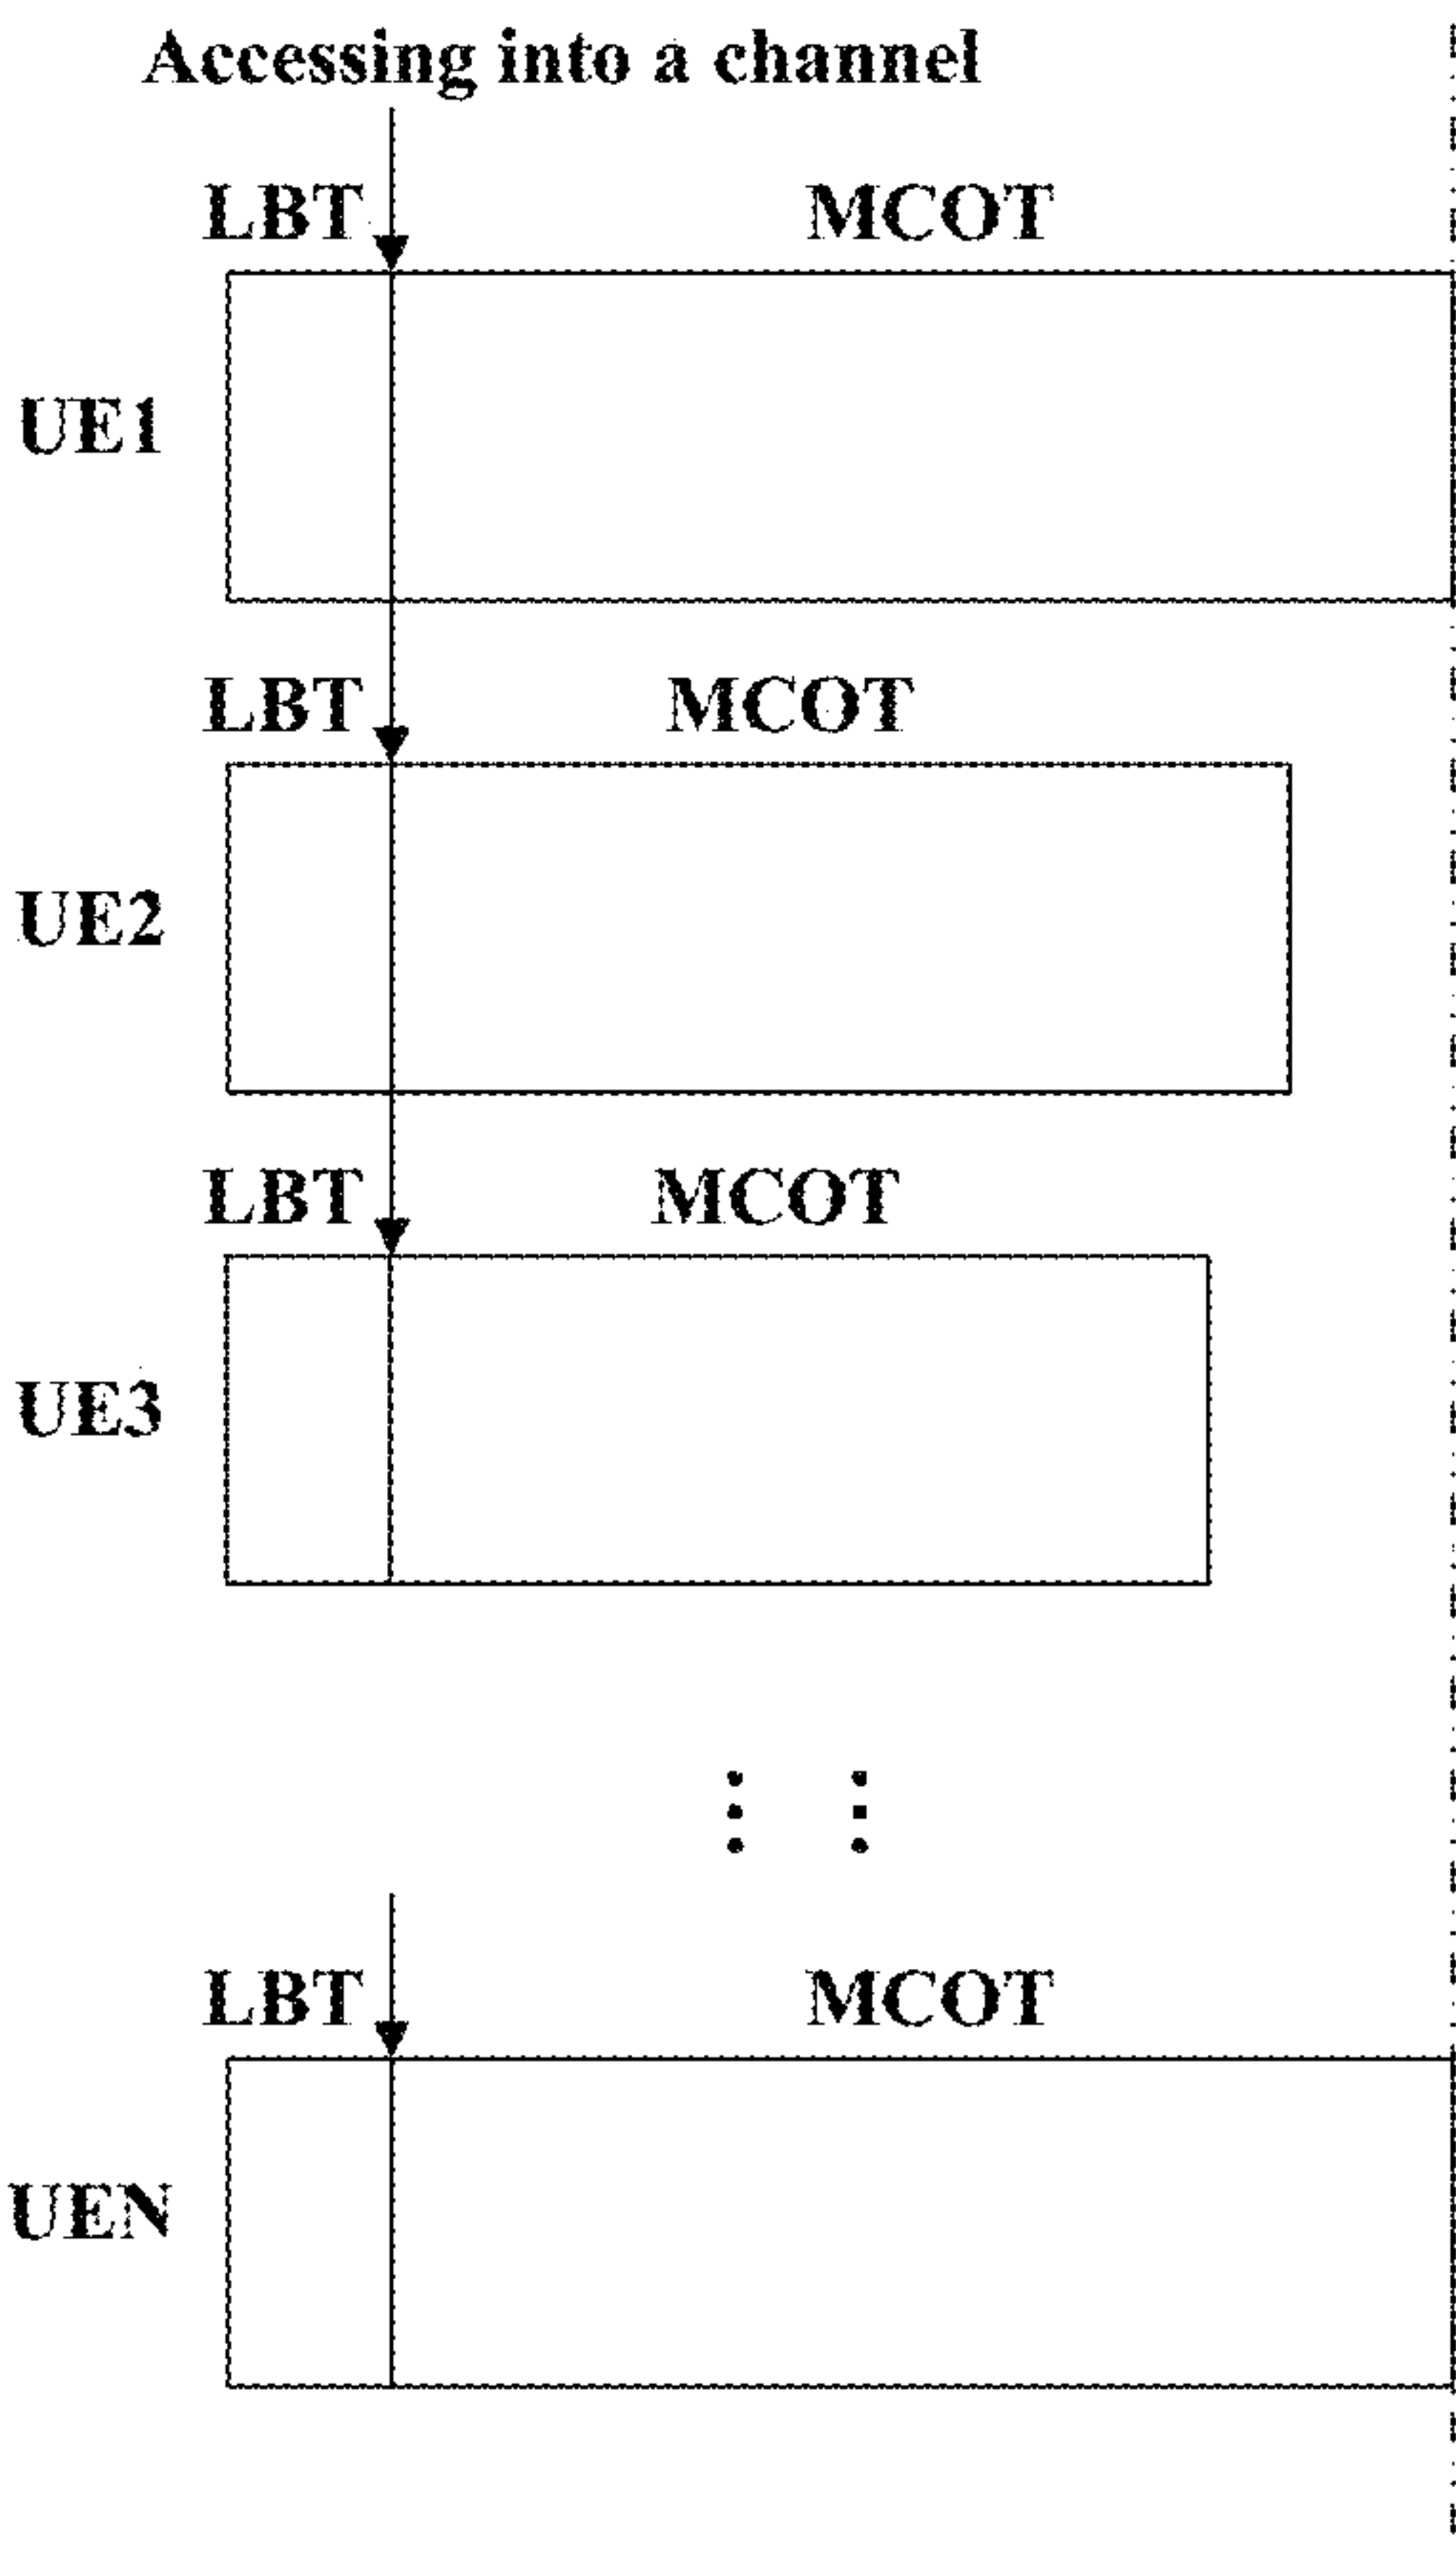 Accessing into a channel
LBT MCOT
UE1
LBT MCOT
UE2
LBT MCOT
UE3
LBT MCOT
UEN